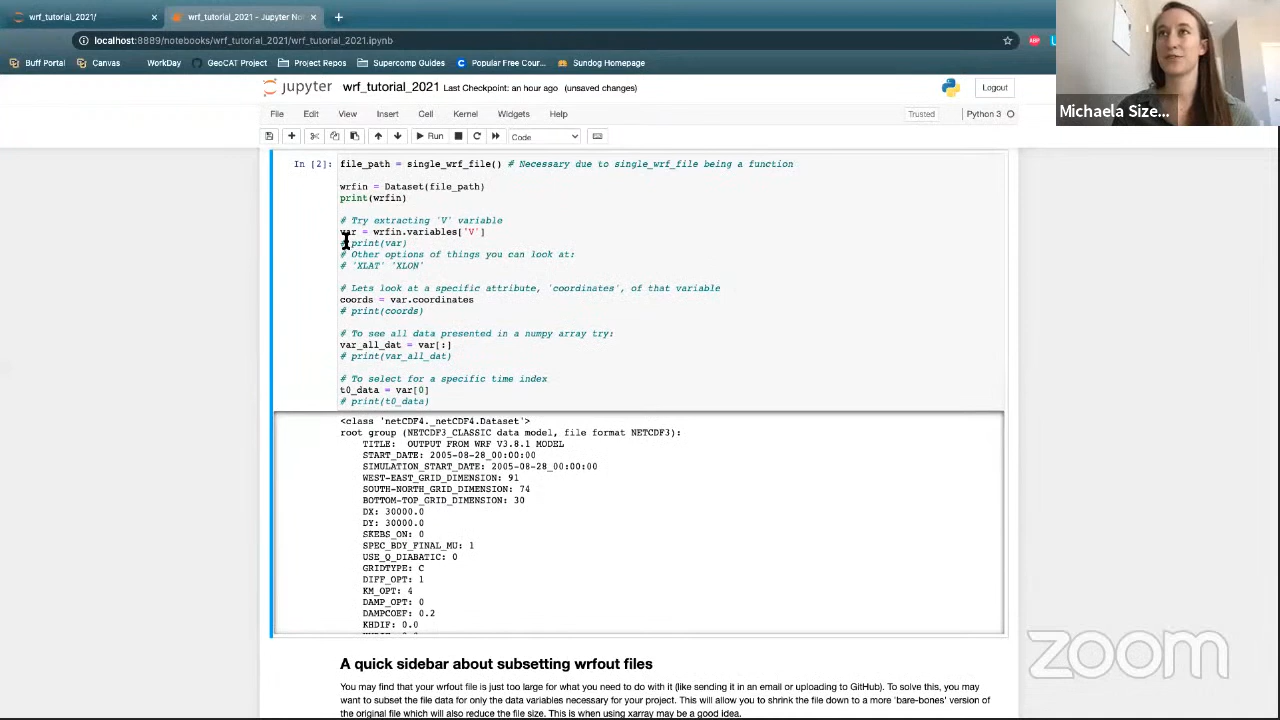 wrf_tutorial_2021/
wrf_tutorial_2021 - Jupyter No
localhost:8889/notebooks/wrf_tutorial_2021/wrf_tutorial_2021.ipynb
Buff Portal Canvas WorkDay GeoCAT Project Project Repos Supercomp Guides Popular Free Cour... Sundog Homepage
ABP
Michaela Size...
jupyter wrf_tutorial_2021 Last Checkpoint: an hour ago (unsaved changes) Logout
File Edit View Insert Cell Kernel Widgets Help Trusted Python 3
Run Code
In [2]: file_path = single_wrf_file() # Necessary due to single_wrf_file being a function
wrfin = Dataset(file_path)
print(wrfin)
# Try extracting 'V' variable
var = wrfin.variables['V']
# print(var)
# Other options of things you can look at:
# 'XLAT' 'XLON'
# Lets look at a specific attribute, 'coordinates', of that variable
coords = var.coordinates
# print(coords)
# To see all data presented in a numpy array try:
var_all_dat = var[:]
# print(var_all_dat)
# To select for a specific time index
t0_data = var[0]
# print(t0_data)
<class 'netCDF4._netCDF4.Dataset'>
root group (NETCDF3_CLASSIC data model, file format NETCDF3):
TITLE: OUTPUT FROM WRF V3.8.1 MODEL
START_DATE: 2005-08-28_00:00:00
SIMULATION_START_DATE: 2005-08-28_00:00:00
WEST-EAST_GRID_DIMENSION: 91
SOUTH-NORTH_GRID_DIMENSION: 74
BOTTOM-TOP_GRID_DIMENSION: 30
DX: 30000.0
DY: 30000.0
SKEBS_ON: 0
SPEC_BDY_FINAL_MU: 1
USE_Q_DIABATIC: 0
GRIDTYPE: C
DIFF_OPT: 1
KM_OPT: 4
DAMP_OPT: 0
DAMPCOEF: 0.2
KHDIF: 0.0
zoom
A quick sidebar about subsetting wrfout files
You may find that your wrfout file is just too large for what you need to do with it (like sending it in an email or uploading to GitHub). To solve this, you may
want to subset the file data for only the data variables necessary for your project. This will allow you to shrink the file down to a more 'bare-bones' version of
the original file which will also reduce the file size. This is when using xarray may be a good idea.